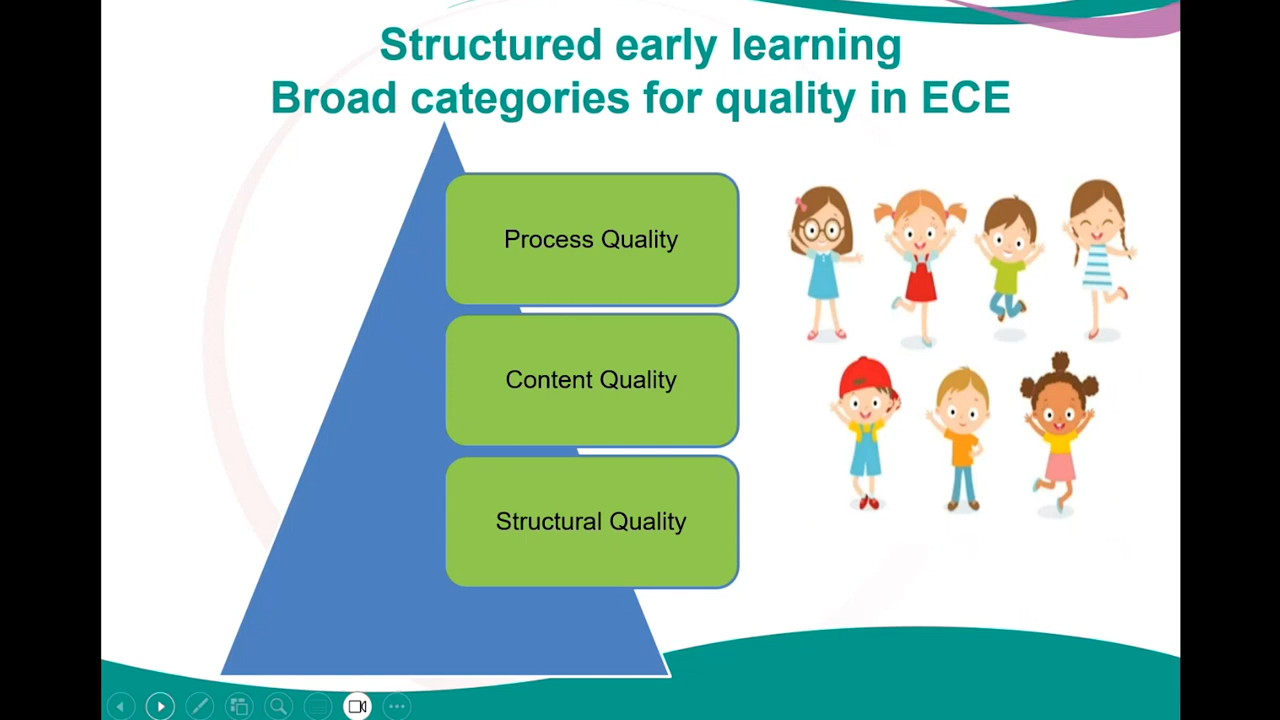 Structured early learning
Broad categories for quality in ECE
Process Quality
Content Quality
Structural Quality